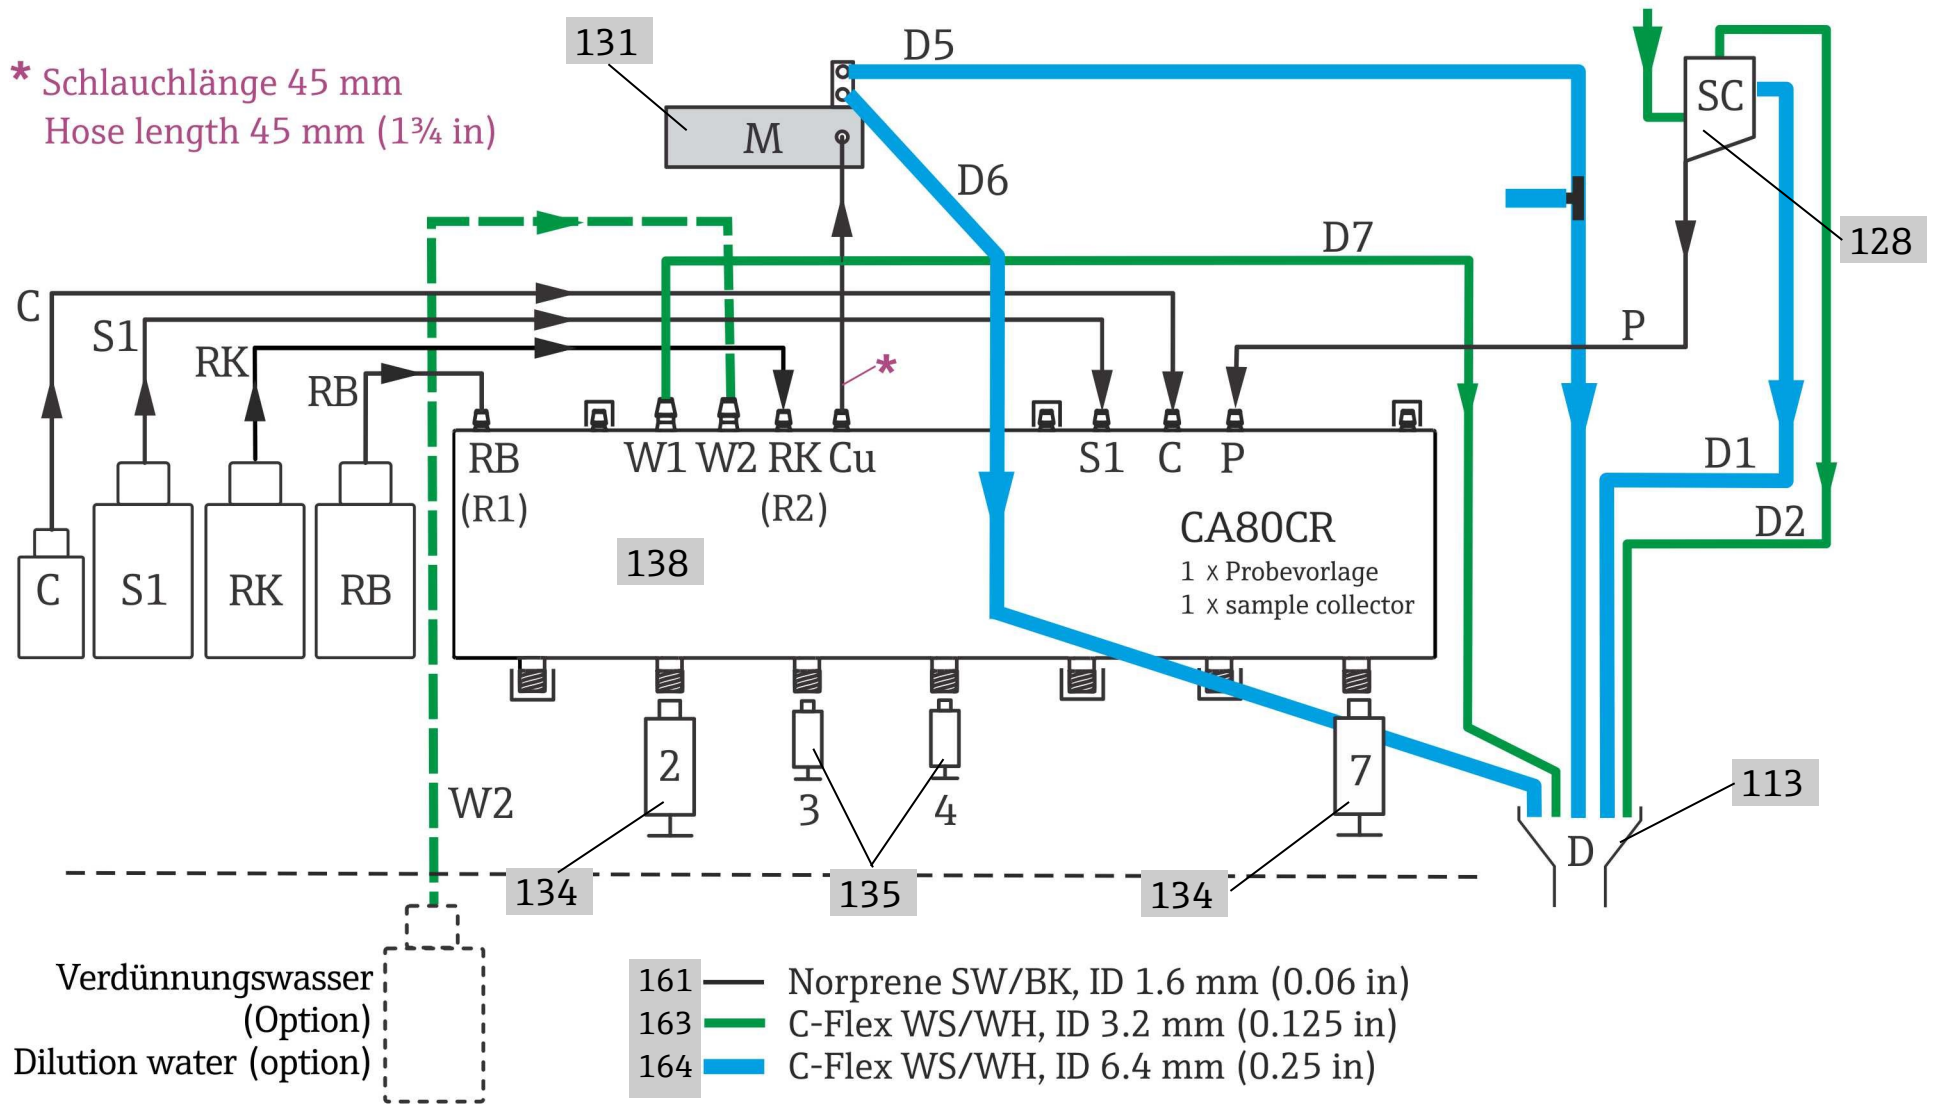 131
D5
* Schlauchlänge 45 mm
Hose length 45 mm (1¾ in)
SC
M
D6
128
D7
C
S1
RK
RB
P
*
RB
(R1)
W1
W2
RK
(R2)
Cu
S1
C
P
D1
D2
CA80CR
1 x Probevorlage
1 x sample collector
138
C
S1
RK
RB
2
3
4
7
W2
113
D
134
135
134
Verdünnungswasser
(Option)
Dilution water (option)
161 Norprene SW/BK, ID 1.6 mm (0.06 in)
163 C-Flex WS/WH, ID 3.2 mm (0.125 in)
164 C-Flex WS/WH, ID 6.4 mm (0.25 in)